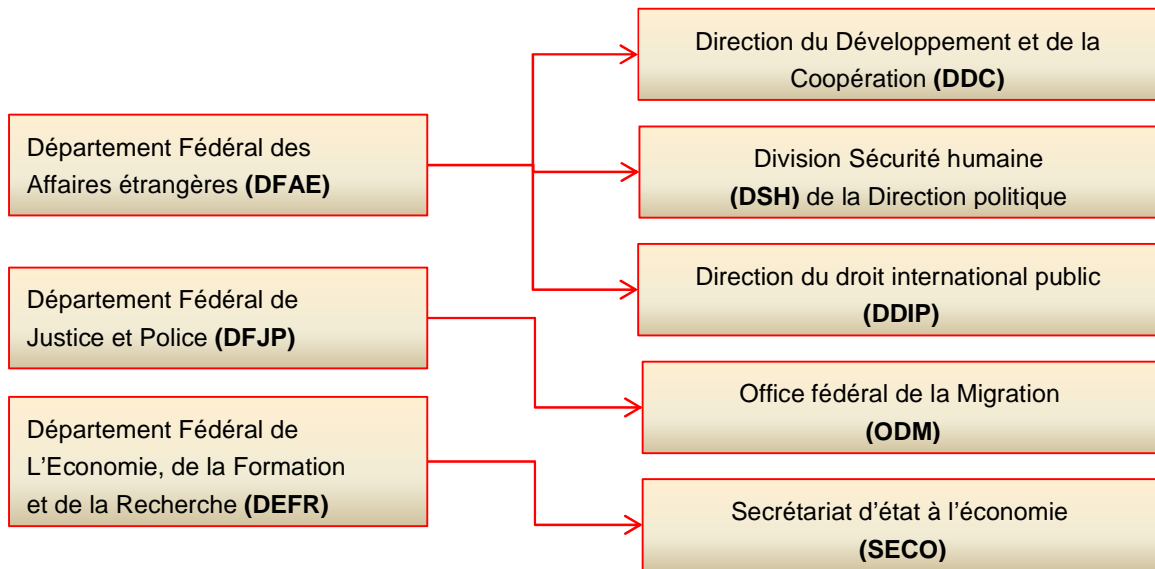 Direction du Développement et de la
Coopération (DDC)
Département Fédéral des
Affaires étrangères (DFAE)
Division Sécurité humaine
(DSH) de la Direction politique
Direction du droit international public
(DDIP)
Département Fédéral de
Justice et Police (DFJP)
Office fédéral de la Migration
(ODM)
Département Fédéral de
L’Economie, de la Formation
et de la Recherche (DEFR)
Secrétariat d’état à l’économie
(SECO)